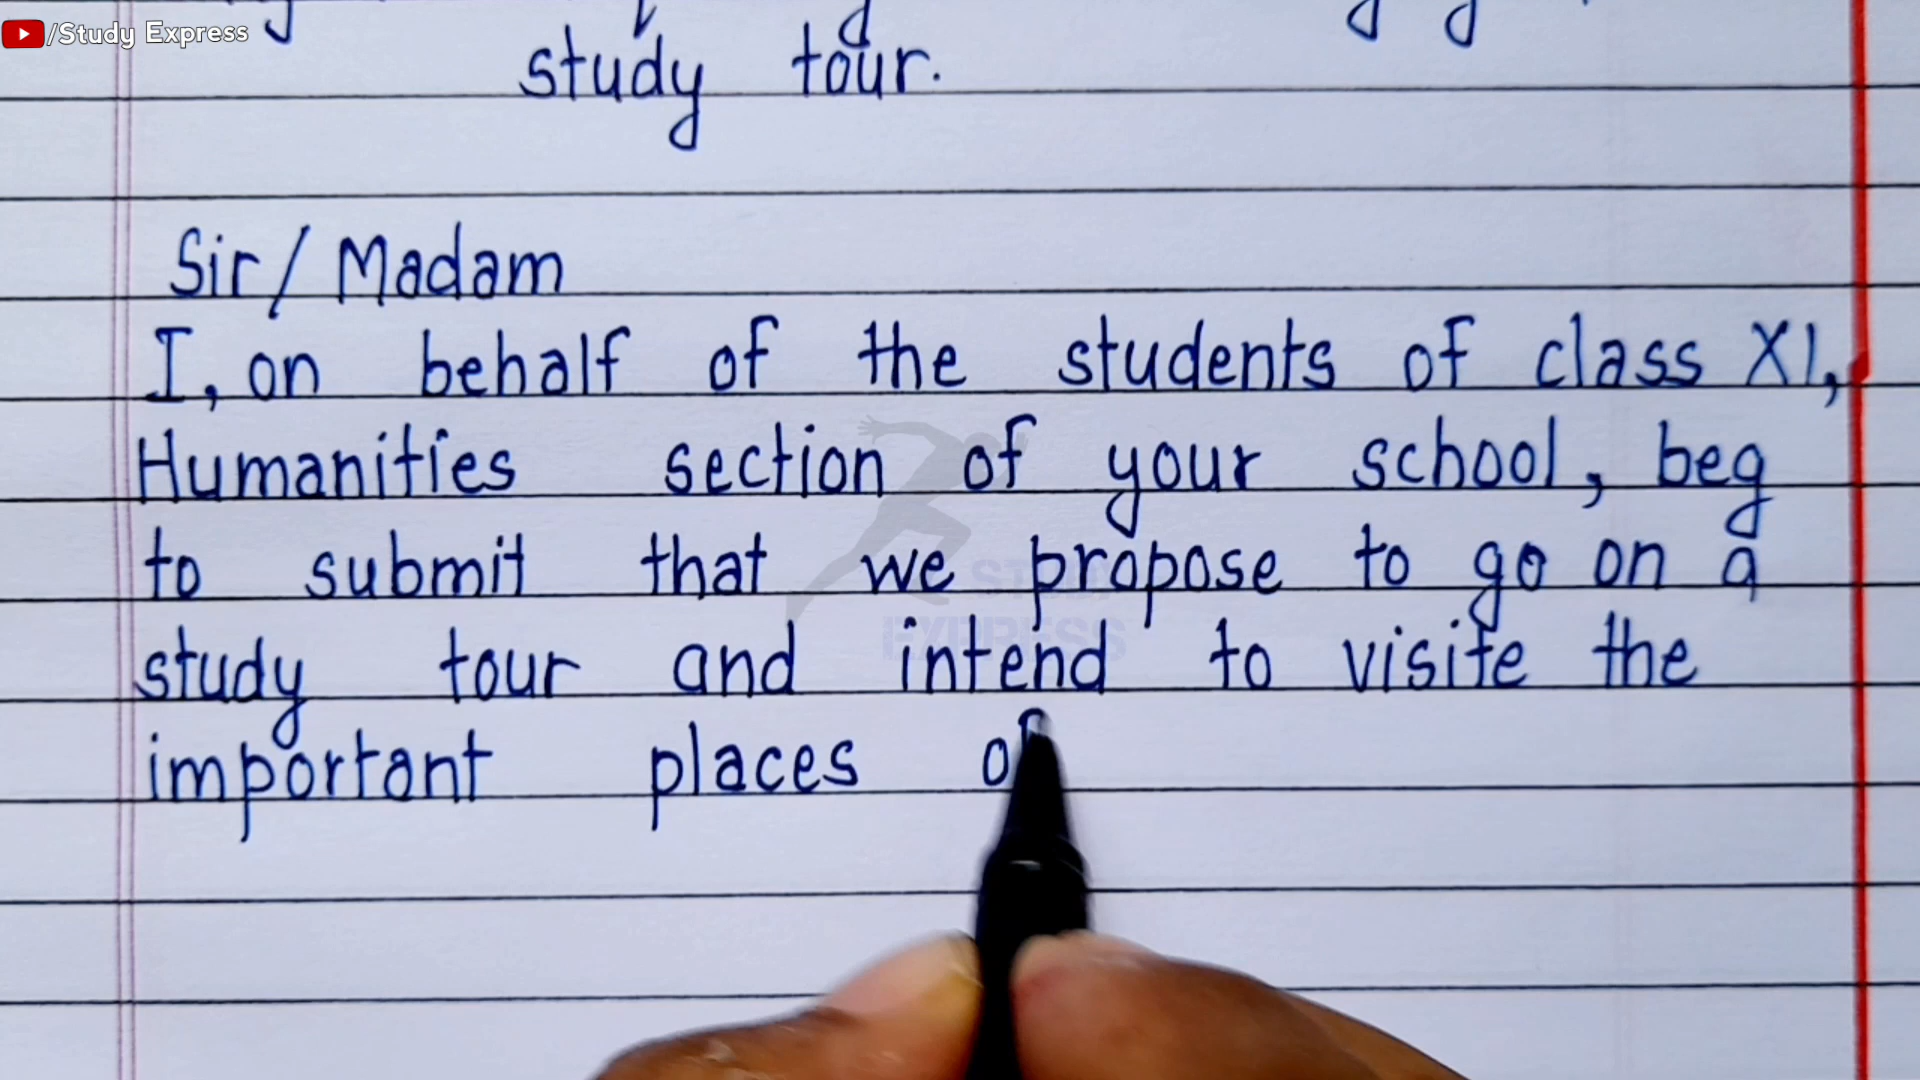 /Study Express
study tour.
Sir/ Madam
I, on behalf of the students of class XI,
Humanities section of your school, beg
to submit that we propose to go on a
study tour and intend to visite the
important places of
STUDY
EXPRESS